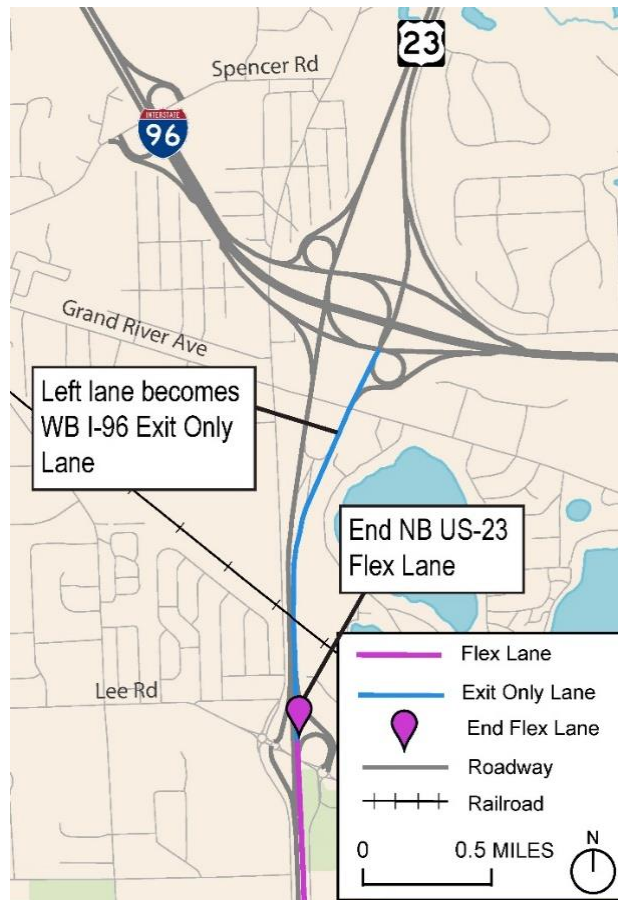 23
Spencer Rd
INTERSTATE
96
Grand River Ave
Left lane becomes
WB I-96 Exit Only
Lane
End NB US-23
Flex Lane
Lee Rd
Flex Lane
Exit Only Lane
End Flex Lane
Roadway
Railroad
0 0.5 MILES
N